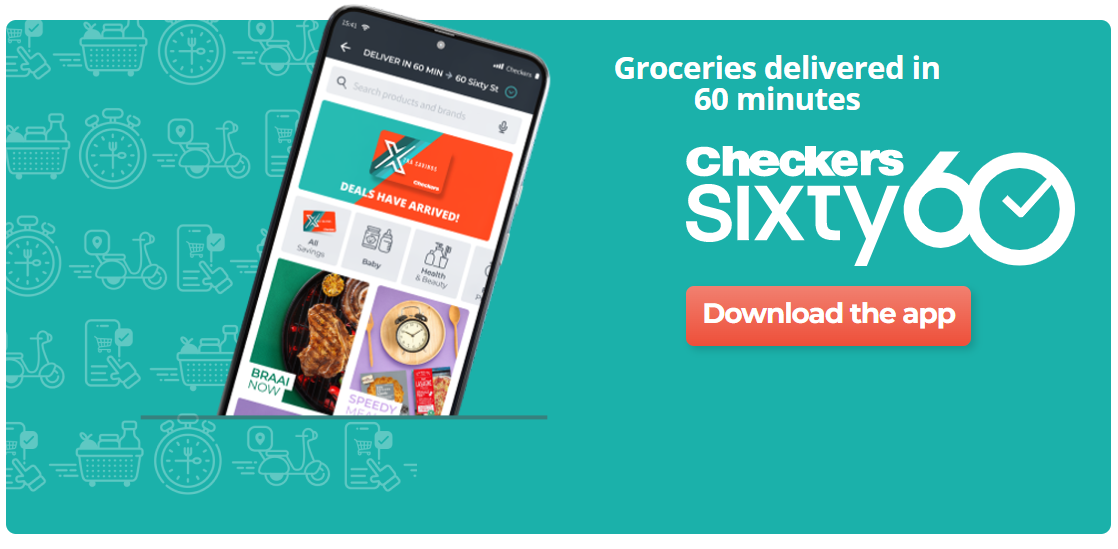 15:41
Checkers
DELIVER IN 60 MIN → 60 Sixty St
Search products and brands
XTRA SAVINGS
Checkers
DEALS HAVE ARRIVED!
All
Savings
Baby
Health
& Beauty
BRAAI
NOW
SPEEDY
Groceries delivered in
60 minutes
Checkers
SIXTY60
Download the app